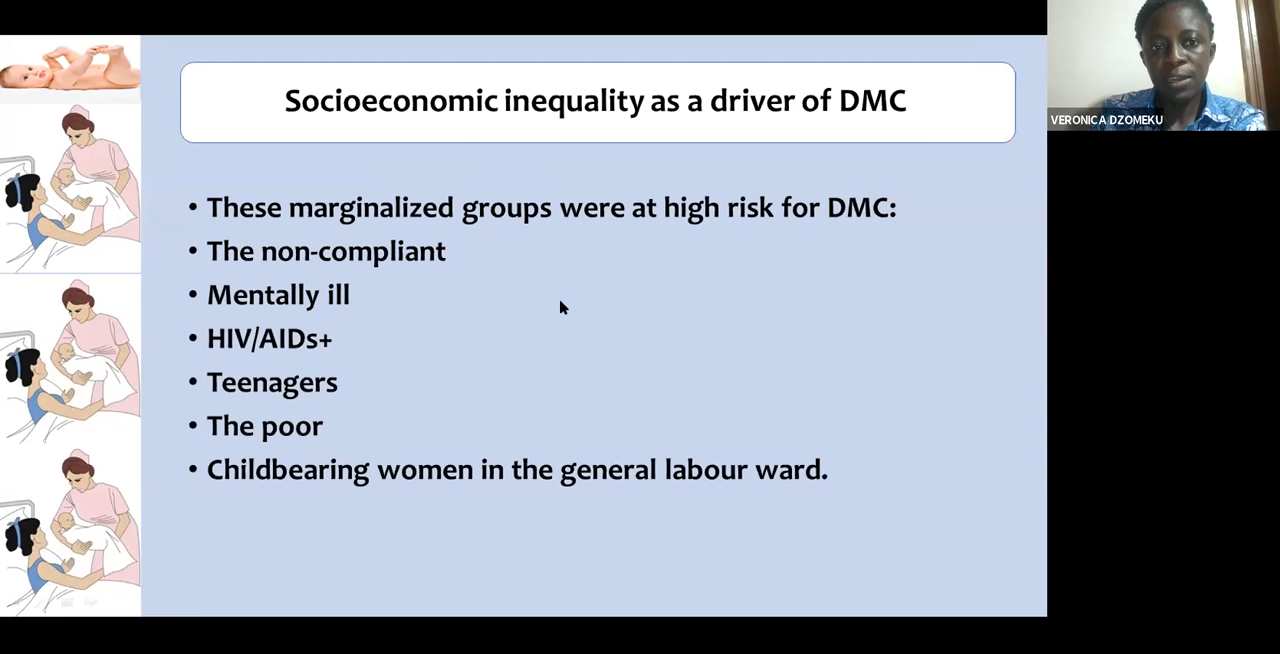 Socioeconomic inequality as a driver of DMC
• These marginalized groups were at high risk for DMC:
• The non-compliant
• Mentally ill
• HIV/AIDs+
• Teenagers
• The poor
• Childbearing women in the general labour ward.
VERONICA DZOMEKU